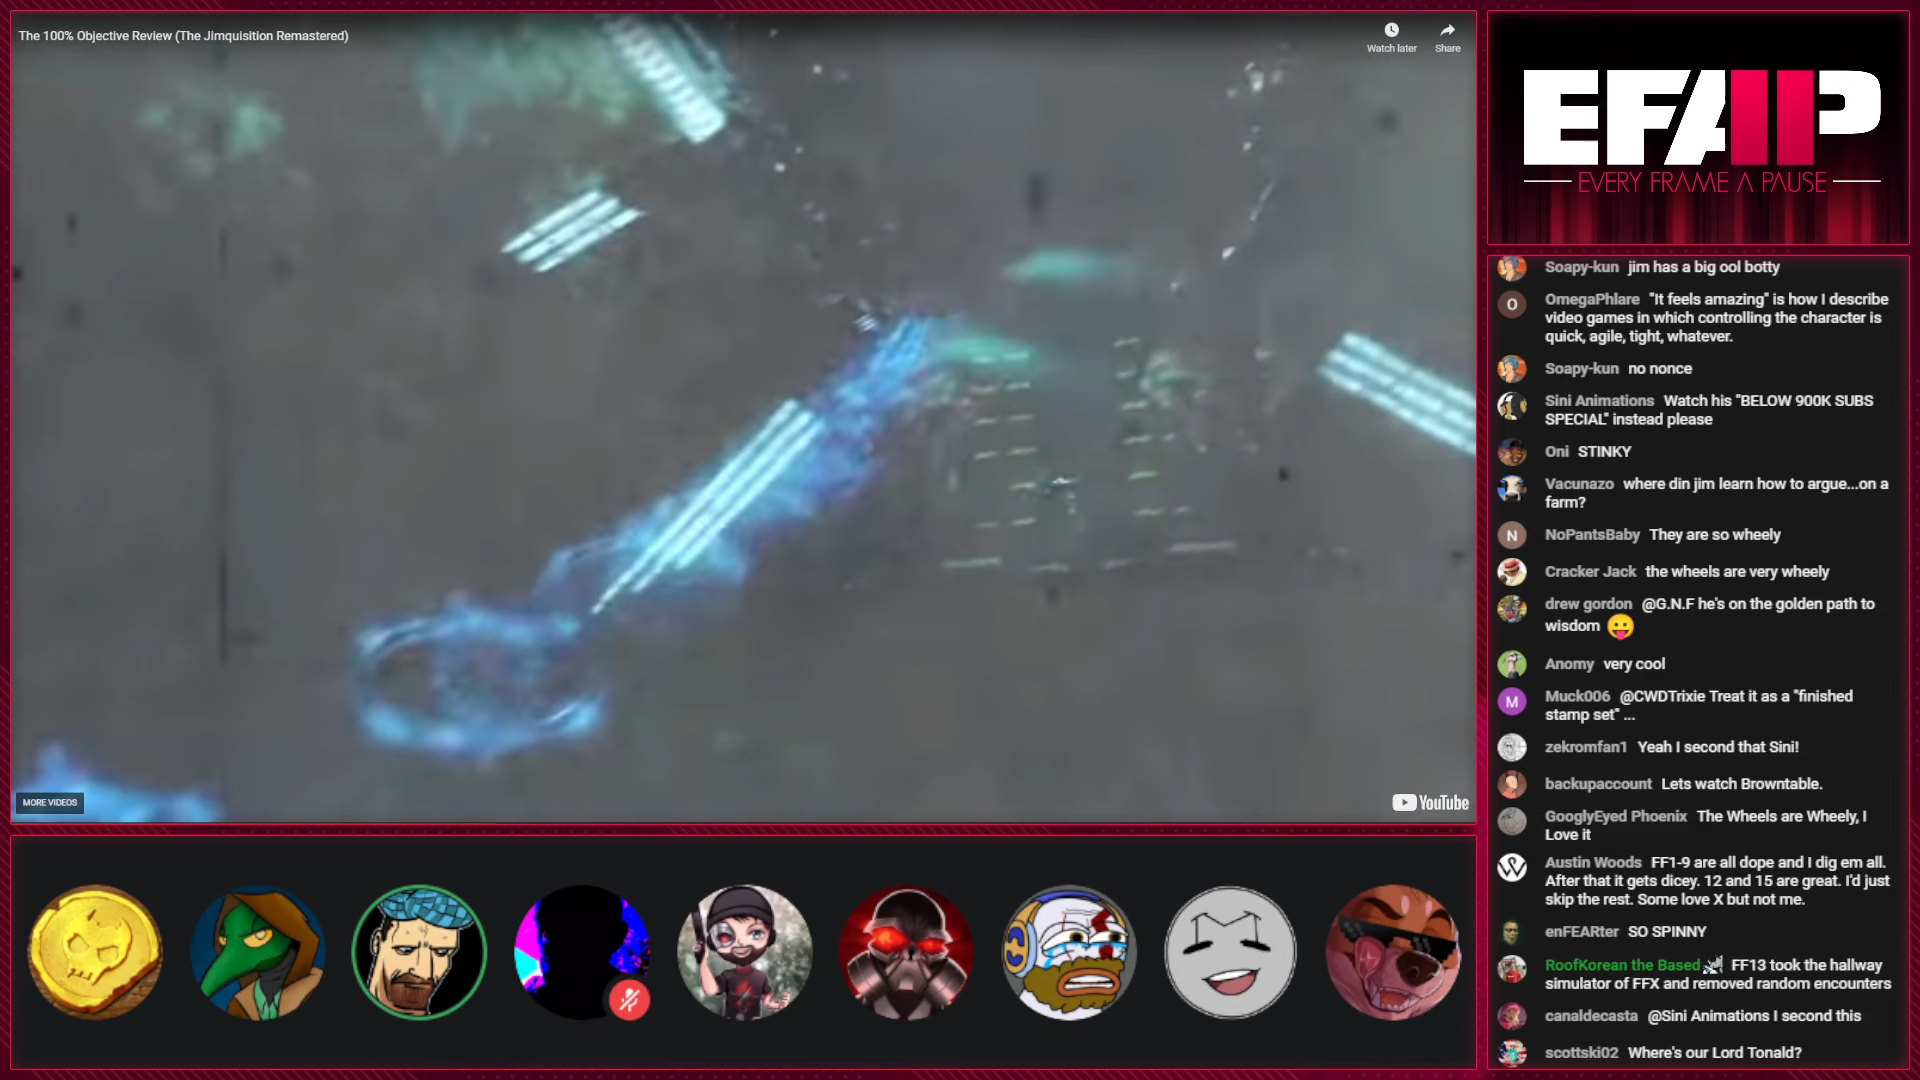 The 100% Objective Review (The Jimquisition Remastered)
Watch later
Share
MORE VIDEOS
YouTube
EFAP
EVERY FRAME A PAUSE
Soapy-kun jim has a big ool botty
O
OmegaPhlare "It feels amazing" is how I describe
video games in which controlling the character is
quick, agile, tight, whatever.
Soapy-kun no nonce
Sini Animations Watch his "BELOW 900K SUBS
SPECIAL" instead please
Oni STINKY
Vacunazo where din jim learn how to argue...on a
farm?
N
NoPantsBaby They are so wheely
Cracker Jack the wheels are very wheely
drew gordon @G.N.F he's on the golden path to
wisdom 😛
Anomy very cool
M
Muck006 @CWDTrixie Treat it as a "finished
stamp set" ...
zekromfan1 Yeah I second that Sini!
backupaccount Lets watch Browntable.
GooglyEyed Phoenix The Wheels are Wheely, I
Love it
Austin Woods FF1-9 are all dope and I dig em all.
After that it gets dicey. 12 and 15 are great. I'd just
skip the rest. Some love X but not me.
enFEARter SO SPINNY
RoofKorean the Based FF13 took the hallway
simulator of FFX and removed random encounters
canaldecasta @Sini Animations I second this
scottski02 Where's our Lord Tonald?